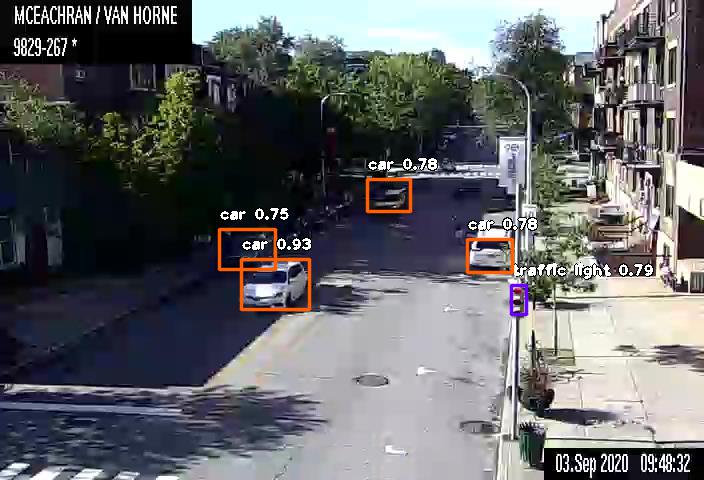 MCEACHRAN / VAN HORNE
9829-267 *
car 0.78
car 0.75
car 0.78
car 0.93
traffic light 0.79
03.Sep 2020 09:48:32